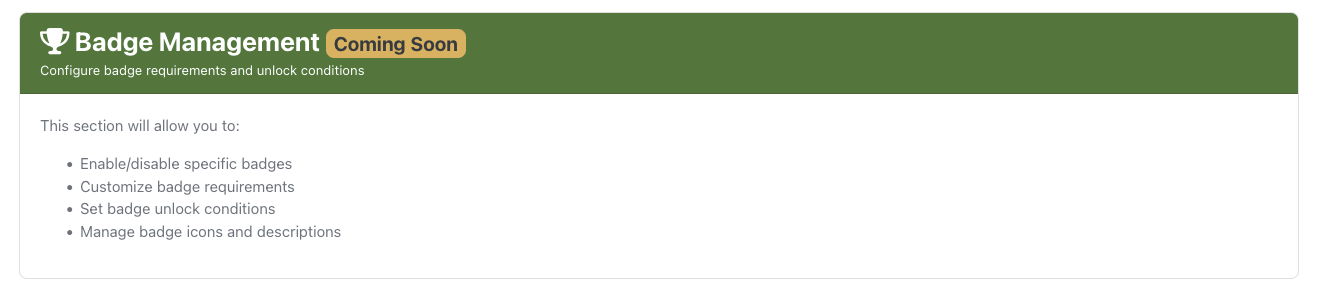 Badge Management Coming Soon
Configure badge requirements and unlock conditions
This section will allow you to:
• Enable/disable specific badges
• Customize badge requirements
• Set badge unlock conditions
• Manage badge icons and descriptions